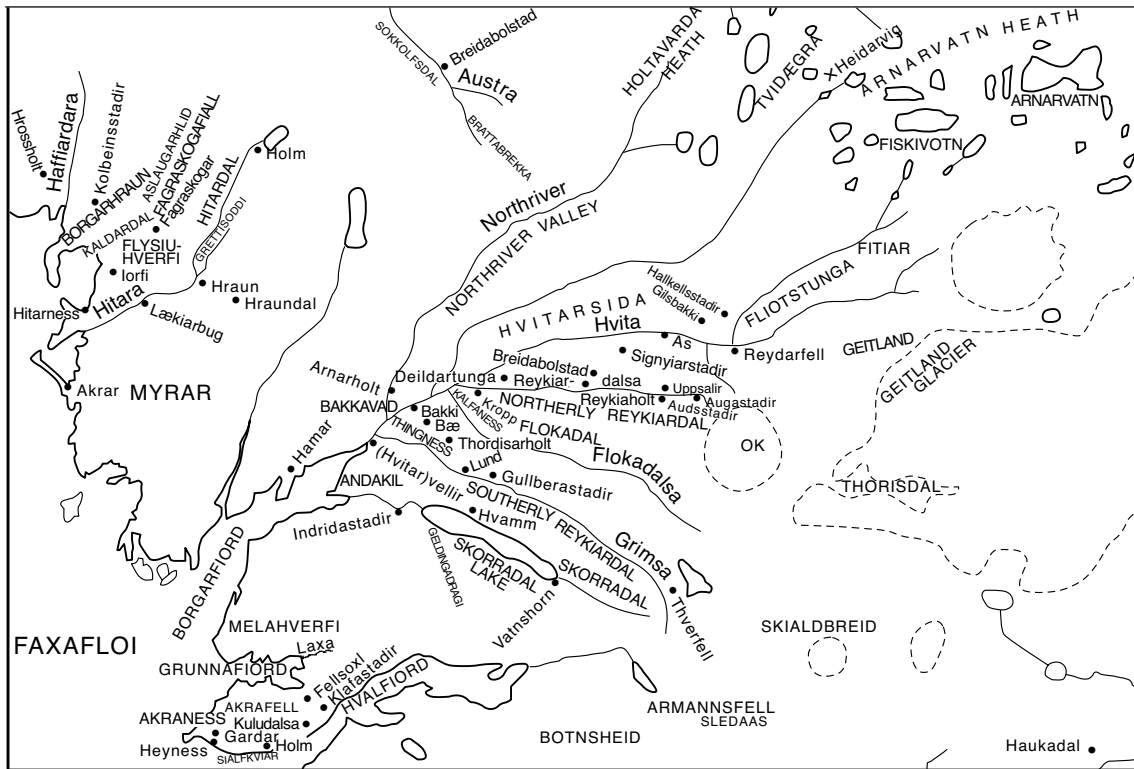 SOKKOLFSDAL
Breidabolstad
Austra
BRATTABREKKA
HOLTAVARDA
HEATH
TVIDÆGRA
Heidarvig
ARNARVATN HEATH
ARNARVATN
FISKIVOTN
Hrossholt
Haffiardara
Kolbeinsstadir
BORGARHRAUN
KALDARDAL
ASLAUGARHLID
FAGRASKOGAFIALL
Fagraskogar
HITARDAL
GRETTISODDI
Holm
FLYSIU-
HVERFI
Iorfi
Hitarness
Hitara
Lækiarbug
Hraun
Hraundal
Akrar
MYRAR
Northriver
NORTHRIVER VALLEY
HVITARSIDA
Hvita
Hallkellsstadir
Gilsbakki
FLIOTSTUNGA
FITIAR
As
Signyiarstadir
Reydarfell
GEITLAND
GEITLAND
GLACIER
Arnarholt
Deildartunga
Breidabolstad
Reykiar-
dalsa
Uppsalir
Reykiaholt
Augastadir
Audsstadir
NORTHERLY REYKIARDAL
BAKKAVAD
Bakki
Bæ
KALFANESS
Kropp
FLOKADAL
Flokadalsa
OK
THINGNESS
Thordisarholt
Lund
Gullberastadir
Hamar
(Hvitar)vellir
ANDAKIL
SOUTHERLY REYKIARDAL
THORISDAL
Indridastadir
Hvamm
Grimsa
GELDINGADRAGI
SKORRADAL
LAKE
SKORRADAL
Vatnshorn
Thverfell
BORGARFIORD
FAXAFLOI
MELAHVERFI
Laxa
GRUNNAFIORD
SKIALDBREID
Fellsoxl
Klafastadir
HVALFIORD
AKRAFELL
AKRANESS
Kuludalsa
Gardar
Heyness
Holm
SIALFKVIAR
ARMANNSFELL
SLEDAAS
BOTNSHEID
Haukadal